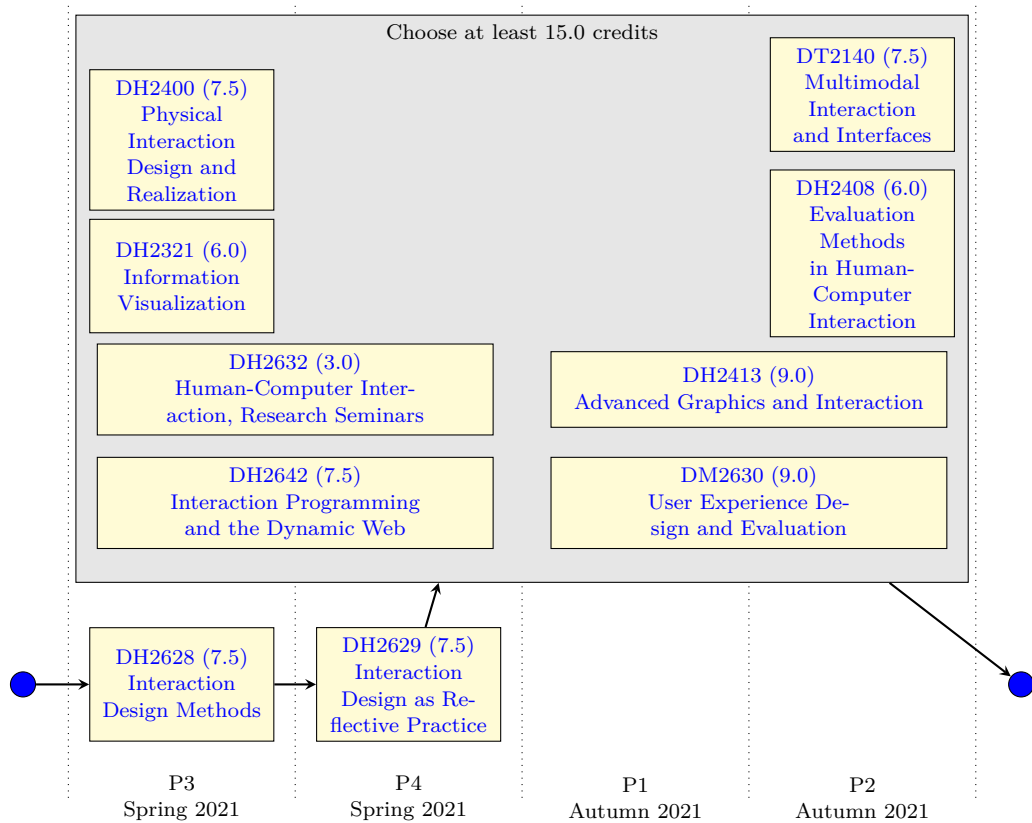 Choose at least 15.0 credits
DT2140 (7.5)
Multimodal
Interaction
and Interfaces
DH2400 (7.5)
Physical
Interaction
Design and
Realization
DH2408 (6.0)
Evaluation
Methods
in Human-
Computer
Interaction
DH2321 (6.0)
Information
Visualization
DH2632 (3.0)
Human-Computer Inter-
action, Research Seminars
DH2413 (9.0)
Advanced Graphics and Interaction
DH2642 (7.5)
Interaction Programming
and the Dynamic Web
DM2630 (9.0)
User Experience De-
sign and Evaluation
DH2628 (7.5)
Interaction
Design Methods
DH2629 (7.5)
Interaction
Design as Re-
flective Practice
P3
Spring 2021
P4
Spring 2021
P1
Autumn 2021
P2
Autumn 2021